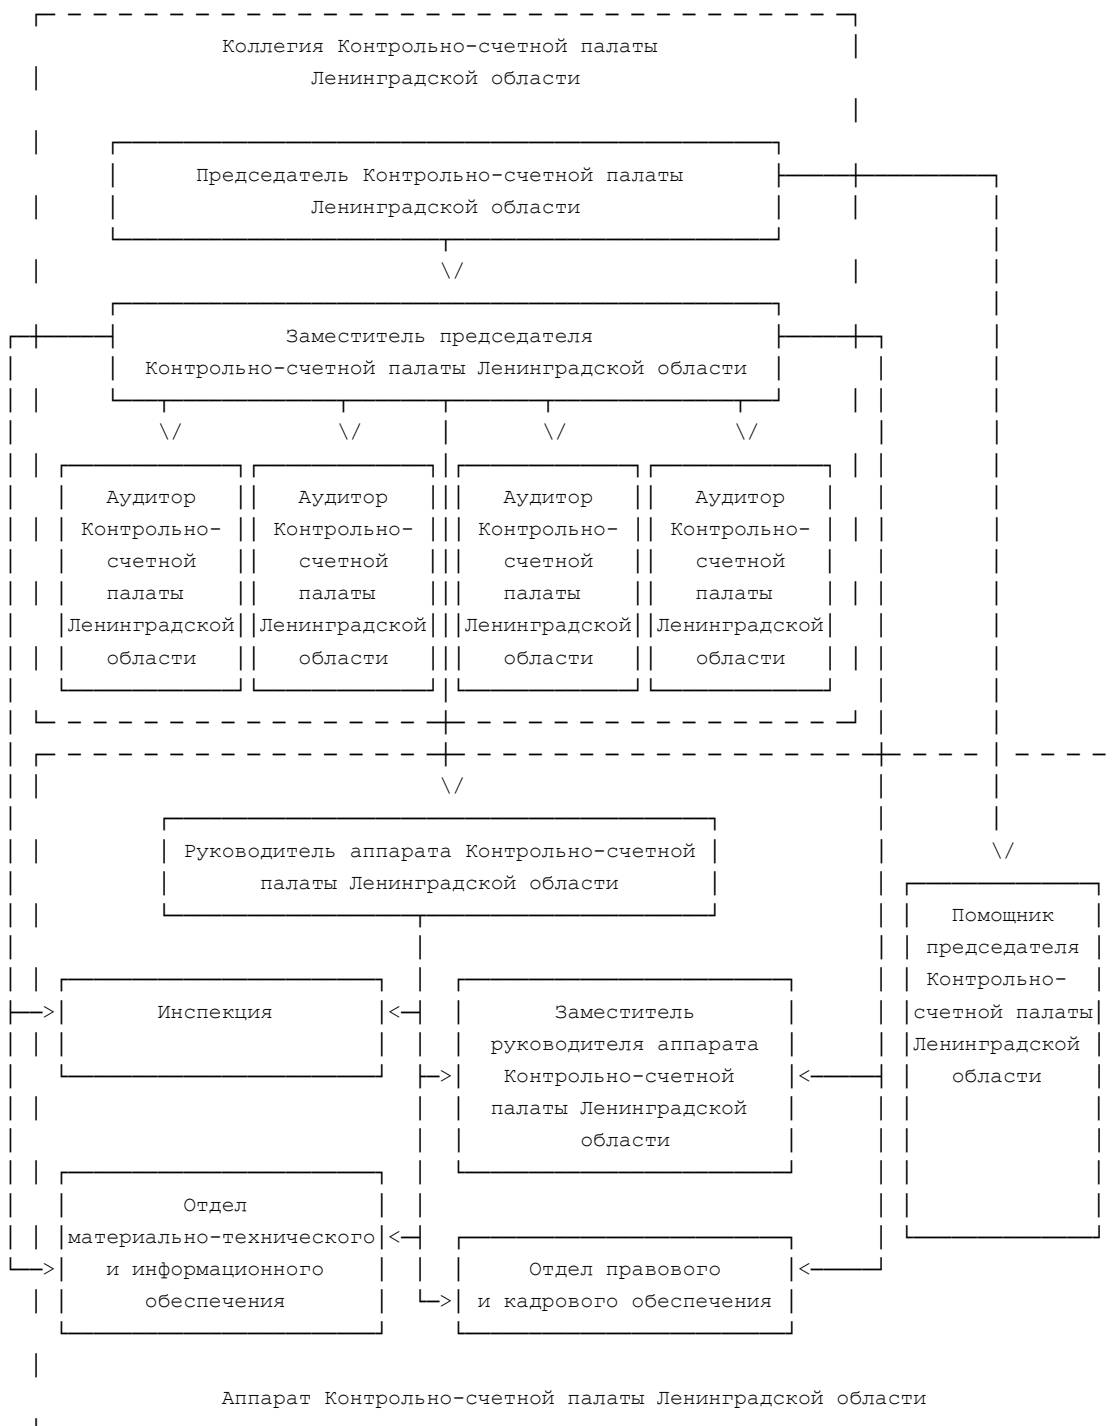 Коллегия Контрольно-счетной палаты
Ленинградской области
Председатель Контрольно-счетной палаты
Ленинградской области
Заместитель председателя
Контрольно-счетной палаты Ленинградской области
Аудитор
Контрольно-
счетной
палаты
Ленинградской
области
Аудитор
Контрольно-
счетной
палаты
Ленинградской
области
Аудитор
Контрольно-
счетной
палаты
Ленинградской
области
Аудитор
Контрольно-
счетной
палаты
Ленинградской
области
Руководитель аппарата Контрольно-счетной
палаты Ленинградской области
Помощник
председателя
Контрольно-
счетной палаты
Ленинградской
области
Инспекция
Заместитель
руководителя аппарата
Контрольно-счетной
палаты Ленинградской
области
Отдел
материально-технического
и информационного
обеспечения
Отдел правового
и кадрового обеспечения
Аппарат Контрольно-счетной палаты Ленинградской области